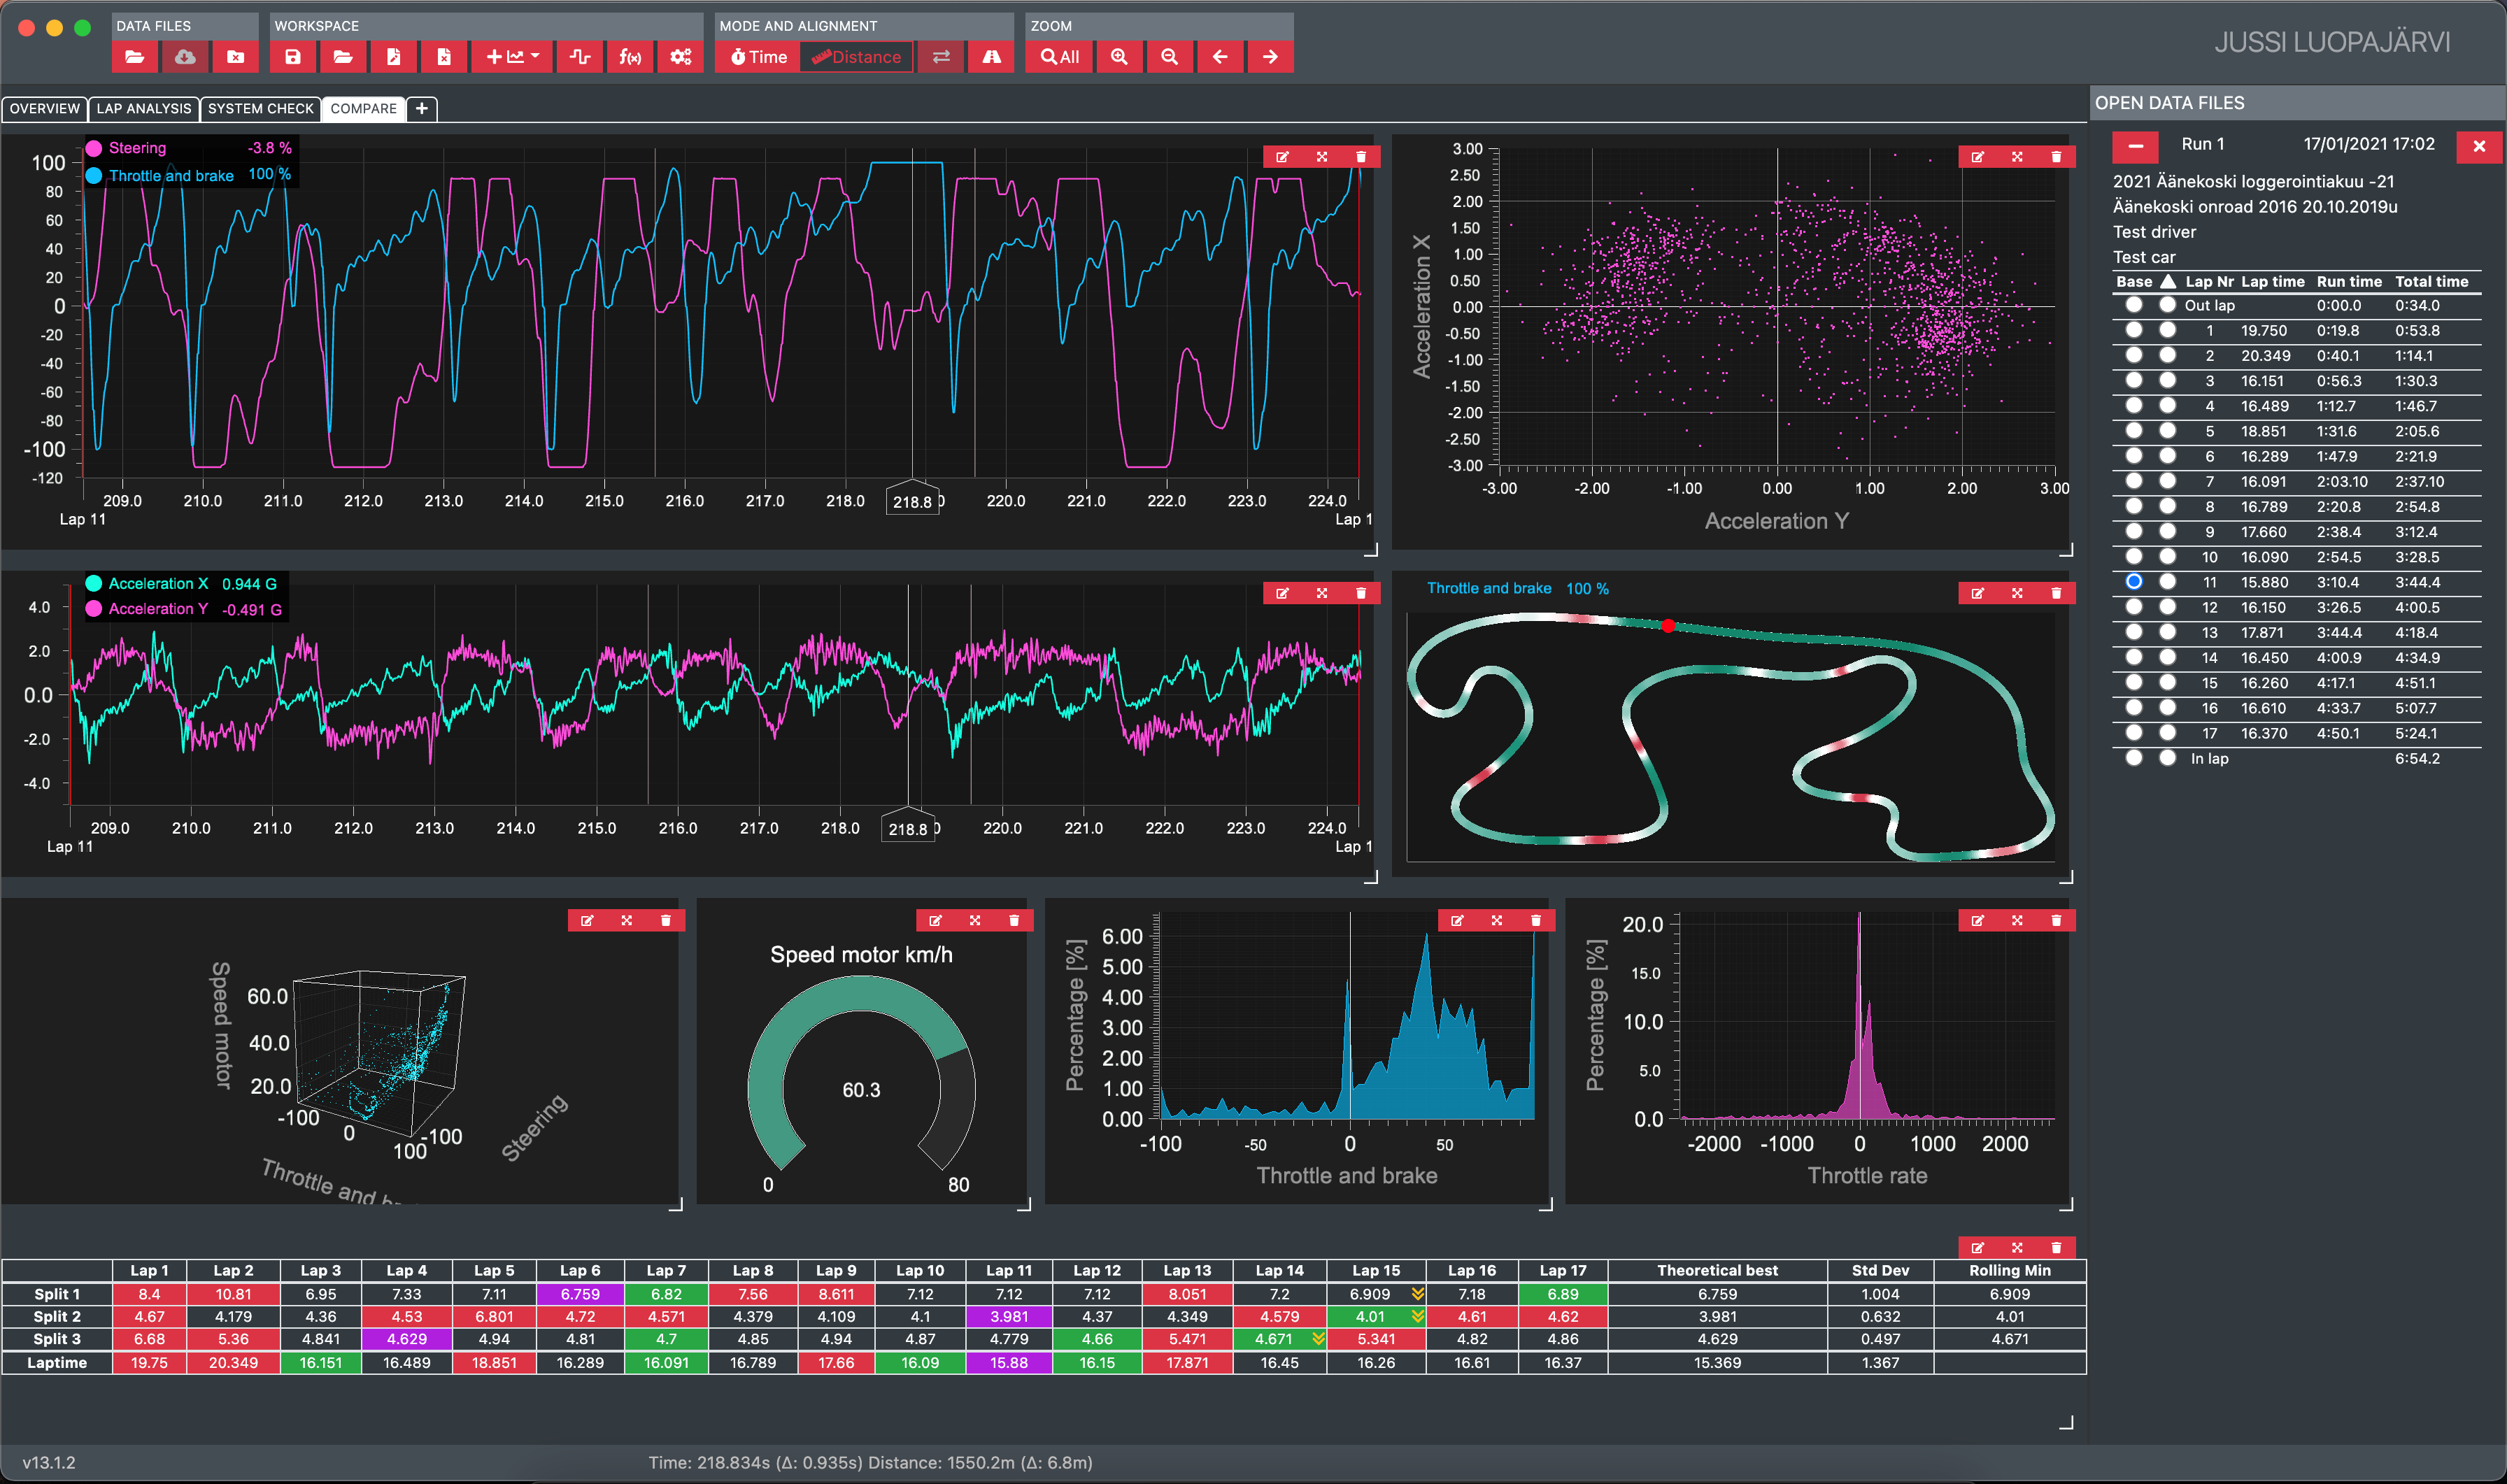 DATA FILES
WORKSPACE
MODE AND ALIGNMENT
ZOOM
f(x)
Time
Distance
All
JUSSI LUOPAJÄRVI
OVERVIEW
LAP ANALYSIS
SYSTEM CHECK
COMPARE
+
Steering -3.8 %
Throttle and brake 100 %
100
80
60
40
20
0
-20
-40
-60
-80
-100
-120
209.0 210.0 211.0 212.0 213.0 214.0 215.0 216.0 217.0 218.0 218.8 220.0 221.0 222.0 223.0 224.0
Lap 11
Lap 1
3.00
2.50
2.00
1.50
1.00
0.50
0.00
-0.50
-1.00
-1.50
-2.00
-2.50
-3.00
Acceleration X
-3.00 -2.00 -1.00 0.00 1.00 2.00 3.00
Acceleration Y
Acceleration X 0.944 G
Acceleration Y -0.491 G
4.0
2.0
0.0
-2.0
-4.0
209.0 210.0 211.0 212.0 213.0 214.0 215.0 216.0 217.0 218.0 218.8 220.0 221.0 222.0 223.0 224.0
Lap 11
Lap 1
Throttle and brake 100 %
Speed motor
60.0
40.0
20.0
-100
0
100
-100
Steering
Throttle and
Speed motor km/h
60.3
0
80
Percentage [%]
6.00
5.00
4.00
3.00
2.00
1.00
0.00
-100 -50 0 50
Throttle and brake
Percentage [%]
20.0
15.0
10.0
5.0
0.0
-2000 -1000 0 1000 2000
Throttle rate
Lap 1 Lap 2 Lap 3 Lap 4 Lap 5 Lap 6 Lap 7 Lap 8 Lap 9 Lap 10 Lap 11 Lap 12 Lap 13 Lap 14 Lap 15 Lap 16 Lap 17 Theoretical best Std Dev Rolling Min
Split 1 8.4 10.81 6.95 7.33 7.11 6.759 6.82 7.56 8.611 7.12 7.12 7.12 8.051 7.2 6.909 7.18 6.89 6.759 1.004 6.909
Split 2 4.67 4.179 4.36 4.53 6.801 4.72 4.571 4.379 4.109 4.1 3.981 4.37 4.349 4.579 4.01 4.61 4.62 3.981 0.632 4.01
Split 3 6.68 5.36 4.841 4.629 4.94 4.81 4.7 4.85 4.94 4.87 4.779 4.66 5.471 4.671 5.341 4.82 4.86 4.629 0.497 4.671
Laptime 19.75 20.349 16.151 16.489 18.851 16.289 16.091 16.789 17.66 16.09 15.88 16.15 17.871 16.45 16.26 16.61 16.37 15.369 1.367
OPEN DATA FILES
Run 1 17/01/2021 17:02
2021 Äänekoski loggerointiakuu -21
Äänekoski onroad 2016 20.10.2019u
Test driver
Test car
Base Lap Nr Lap time Run time Total time
Out lap 0:00.0 0:34.0
1 19.750 0:19.8 0:53.8
2 20.349 0:40.1 1:14.1
3 16.151 0:56.3 1:30.3
4 16.489 1:12.7 1:46.7
5 18.851 1:31.6 2:05.6
6 16.289 1:47.9 2:21.9
7 16.091 2:03.10 2:37.10
8 16.789 2:20.8 2:54.8
9 17.660 2:38.4 3:12.4
10 16.090 2:54.5 3:28.5
11 15.880 3:10.4 3:44.4
12 16.150 3:26.5 4:00.5
13 17.871 3:44.4 4:18.4
14 16.450 4:00.9 4:34.9
15 16.260 4:17.1 4:51.1
16 16.610 4:33.7 5:07.7
17 16.370 4:50.1 5:24.1
In lap 6:54.2
v13.1.2
Time: 218.834s (Δ: 0.935s) Distance: 1550.2m (Δ: 6.8m)